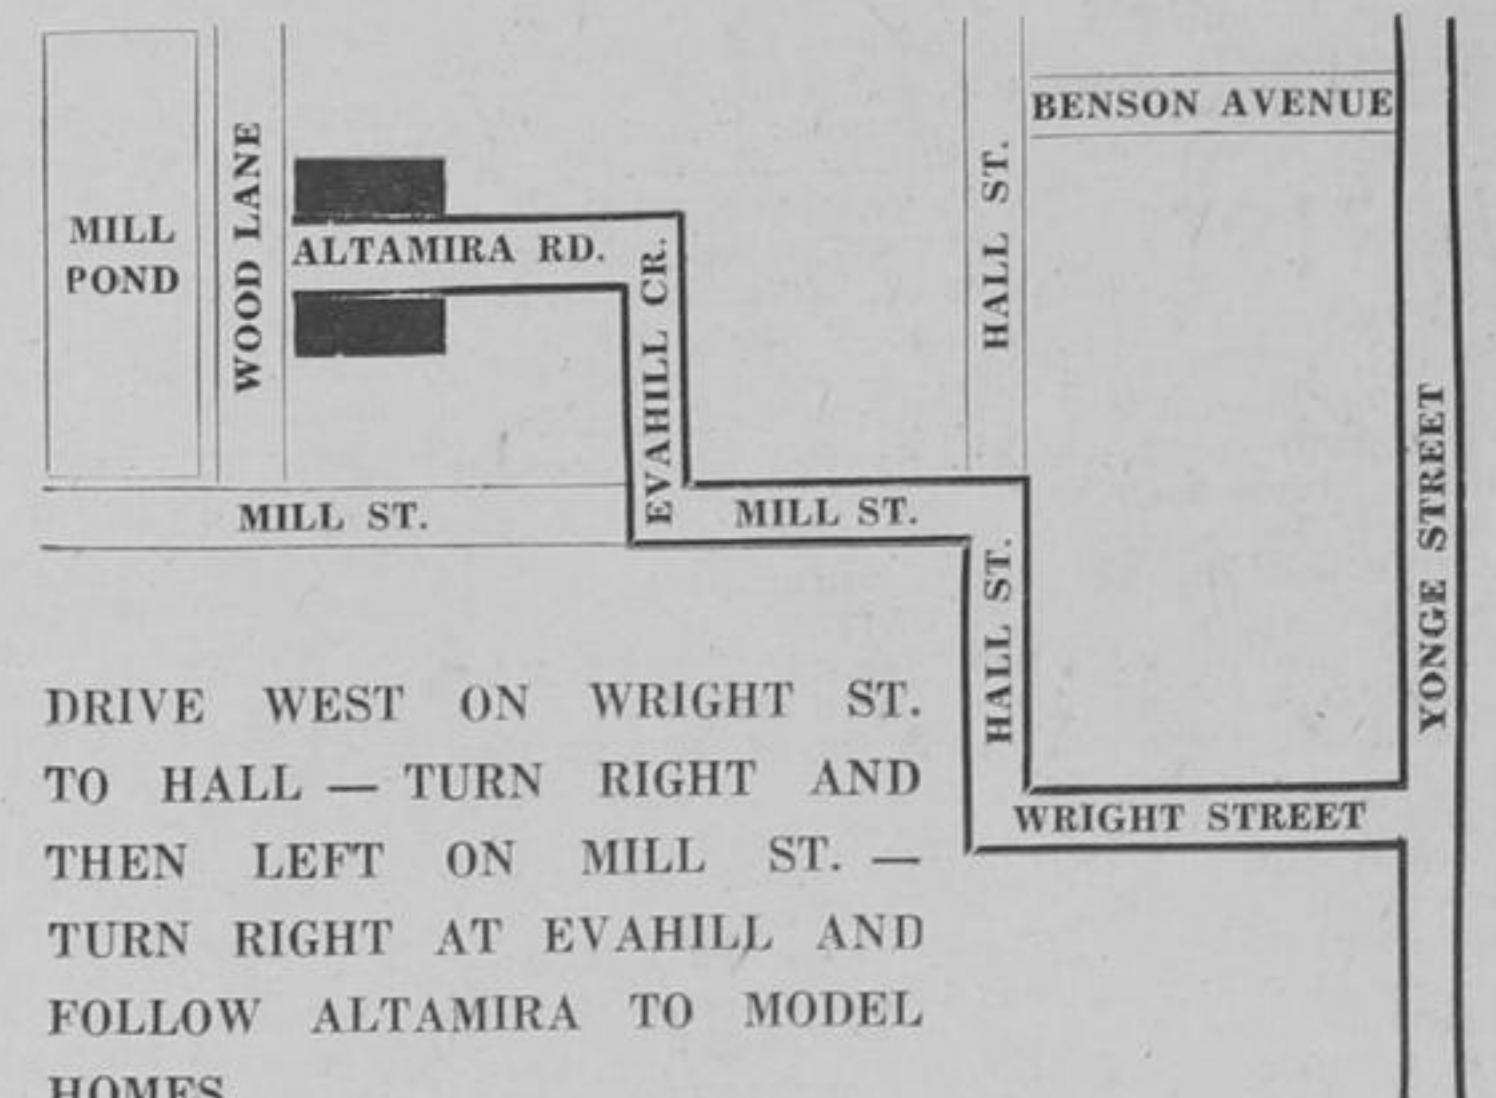 BENSON AVENUE
HALL ST.
MILL
POND
WOOD LANE
ALTAMIRA RD.
EVAHILL CR.
MILL ST.
MILL ST.
HALL ST.
YONGE STREET
WRIGHT STREET
DRIVE WEST ON WRIGHT ST.
TO HALL — TURN RIGHT AND
THEN LEFT ON MILL ST. —
TURN RIGHT AT EVAHILL AND
FOLLOW ALTAMIRA TO MODEL
HOMES